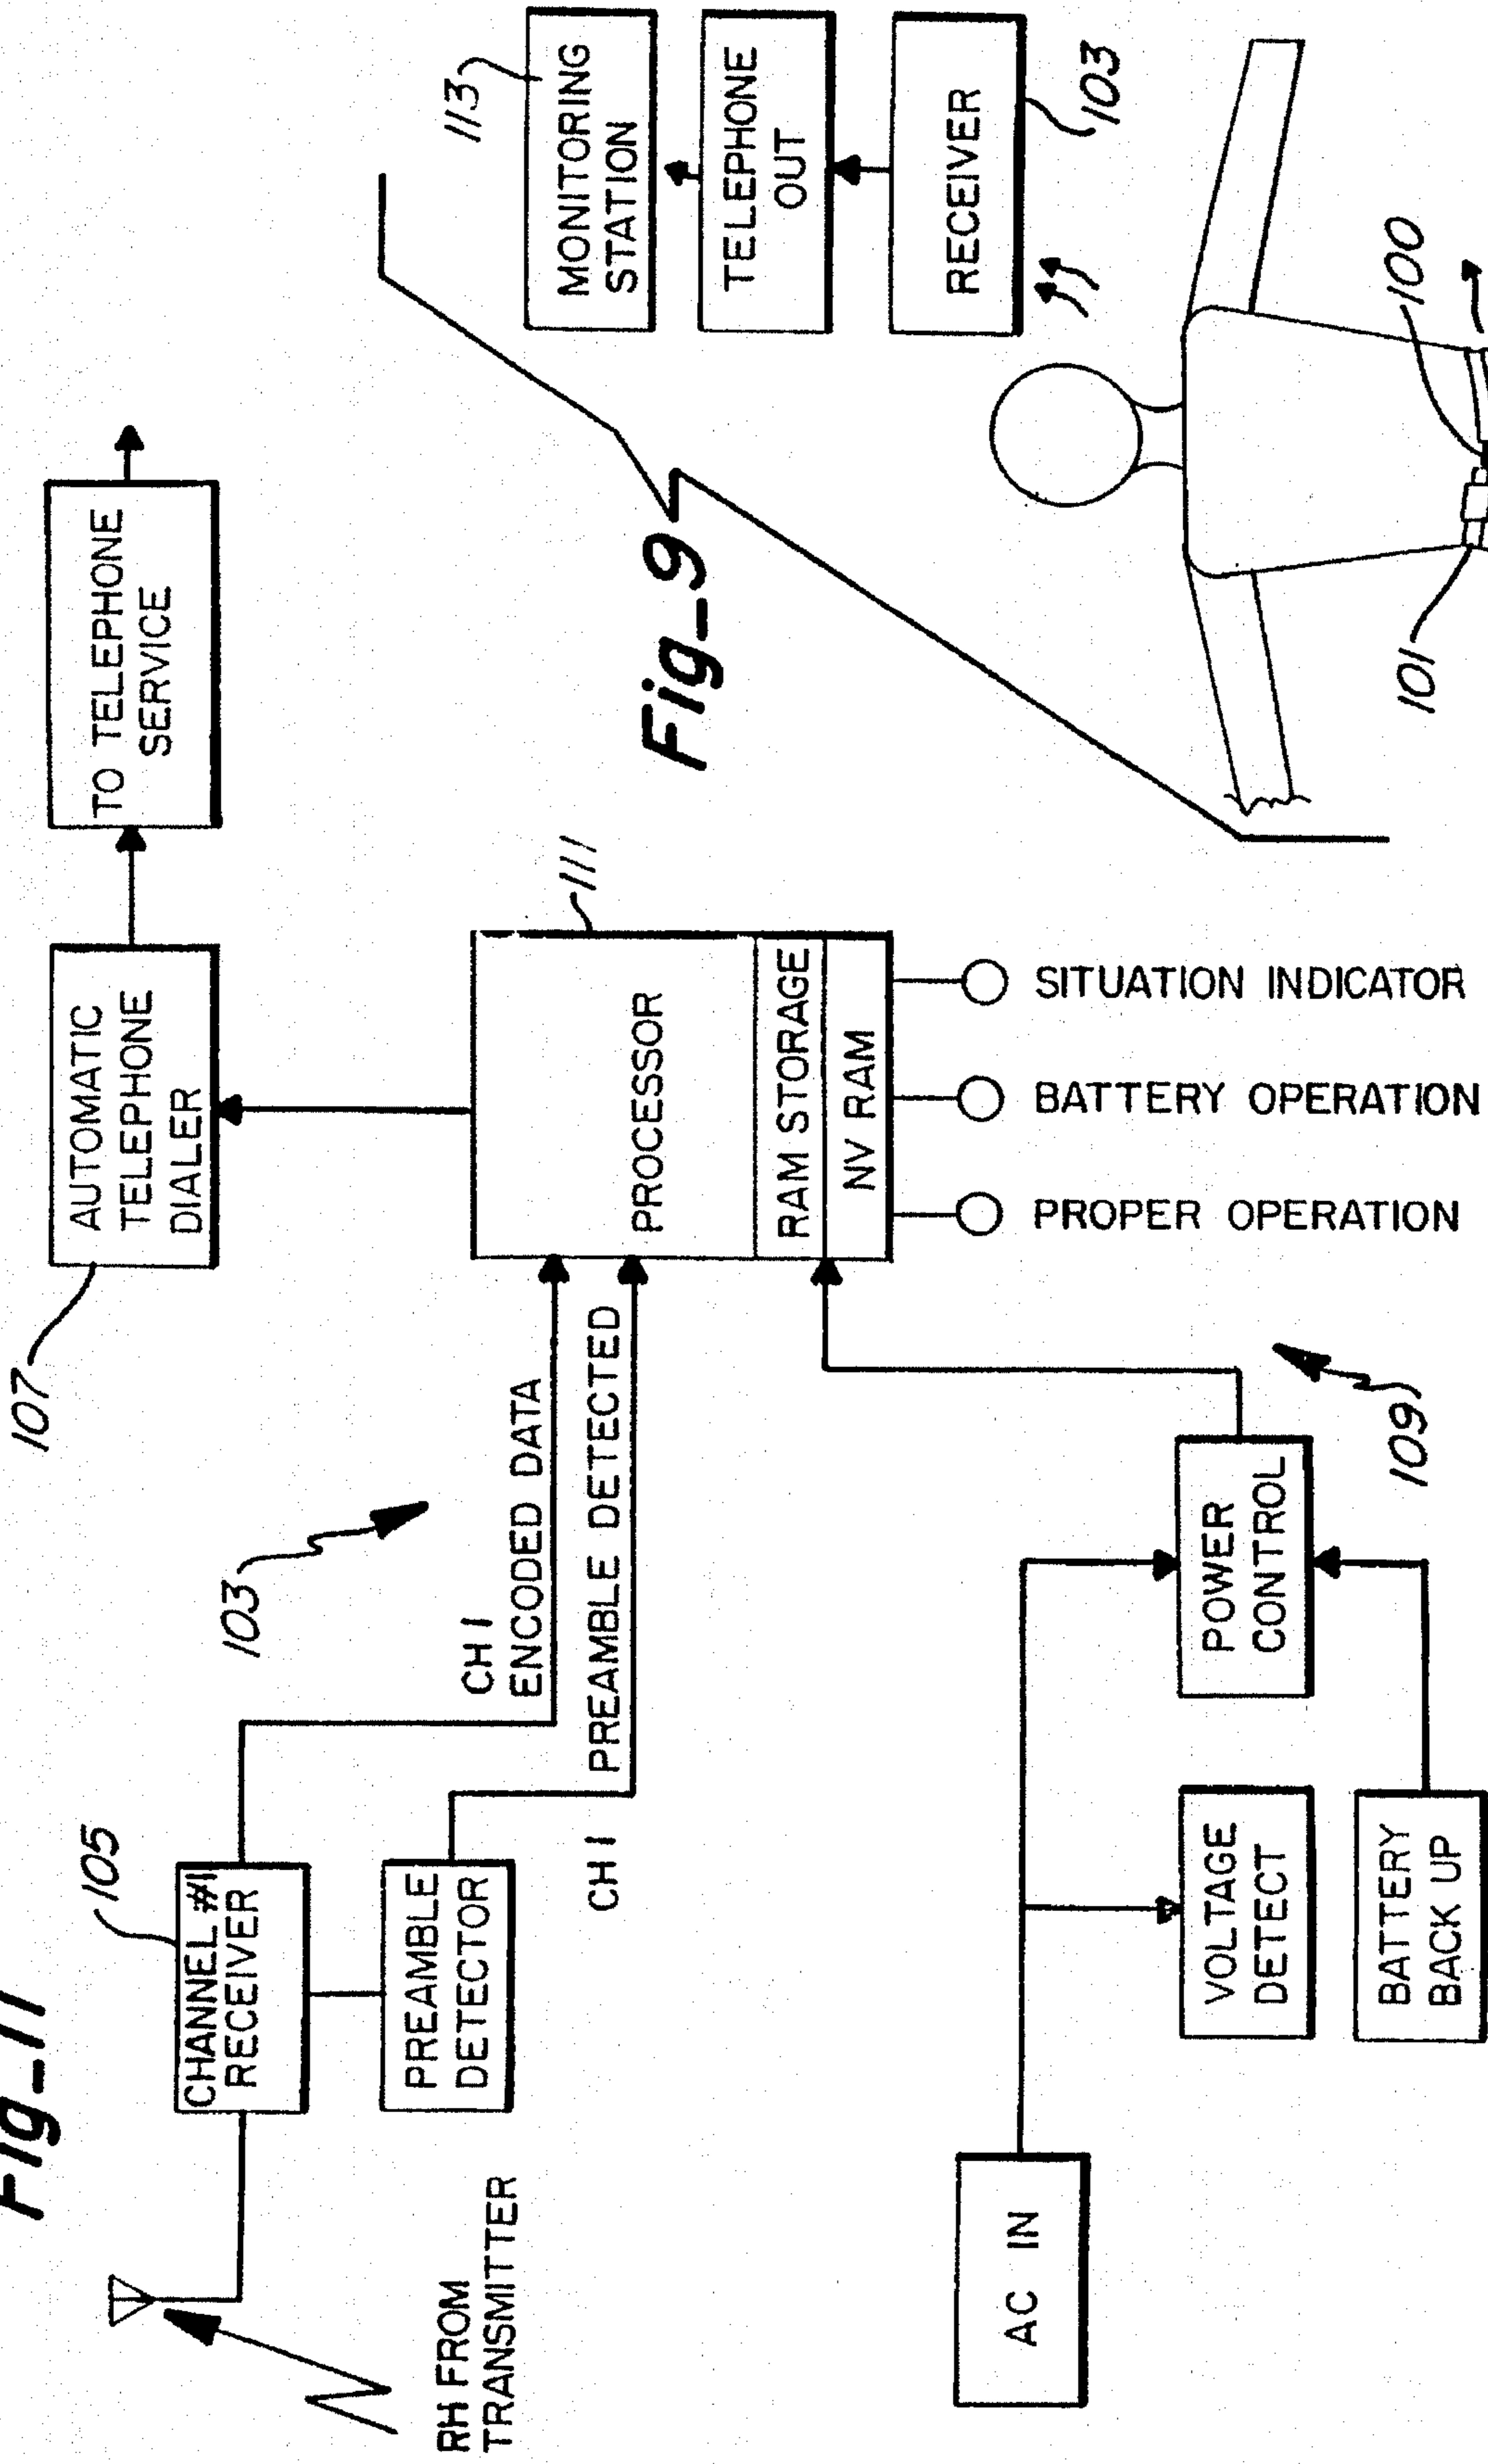 Fig_11
107
AUTOMATIC
TELEPHONE
DIALER
TO TELEPHONE
SERVICE
105
CHANNEL #1
RECEIVER
103
RH FROM
TRANSMITTER
PREAMBLE
DETECTOR
CH 1
ENCODED DATA
CH 1 PREAMBLE DETECTED
111
PROCESSOR
RAM STORAGE
NV RAM
SITUATION INDICATOR
BATTERY OPERATION
PROPER OPERATION
AC IN
VOLTAGE
DETECT
BATTERY
BACK UP
POWER
CONTROL
109
Fig_9
113
MONITORING
STATION
TELEPHONE
OUT
RECEIVER
103
101
100